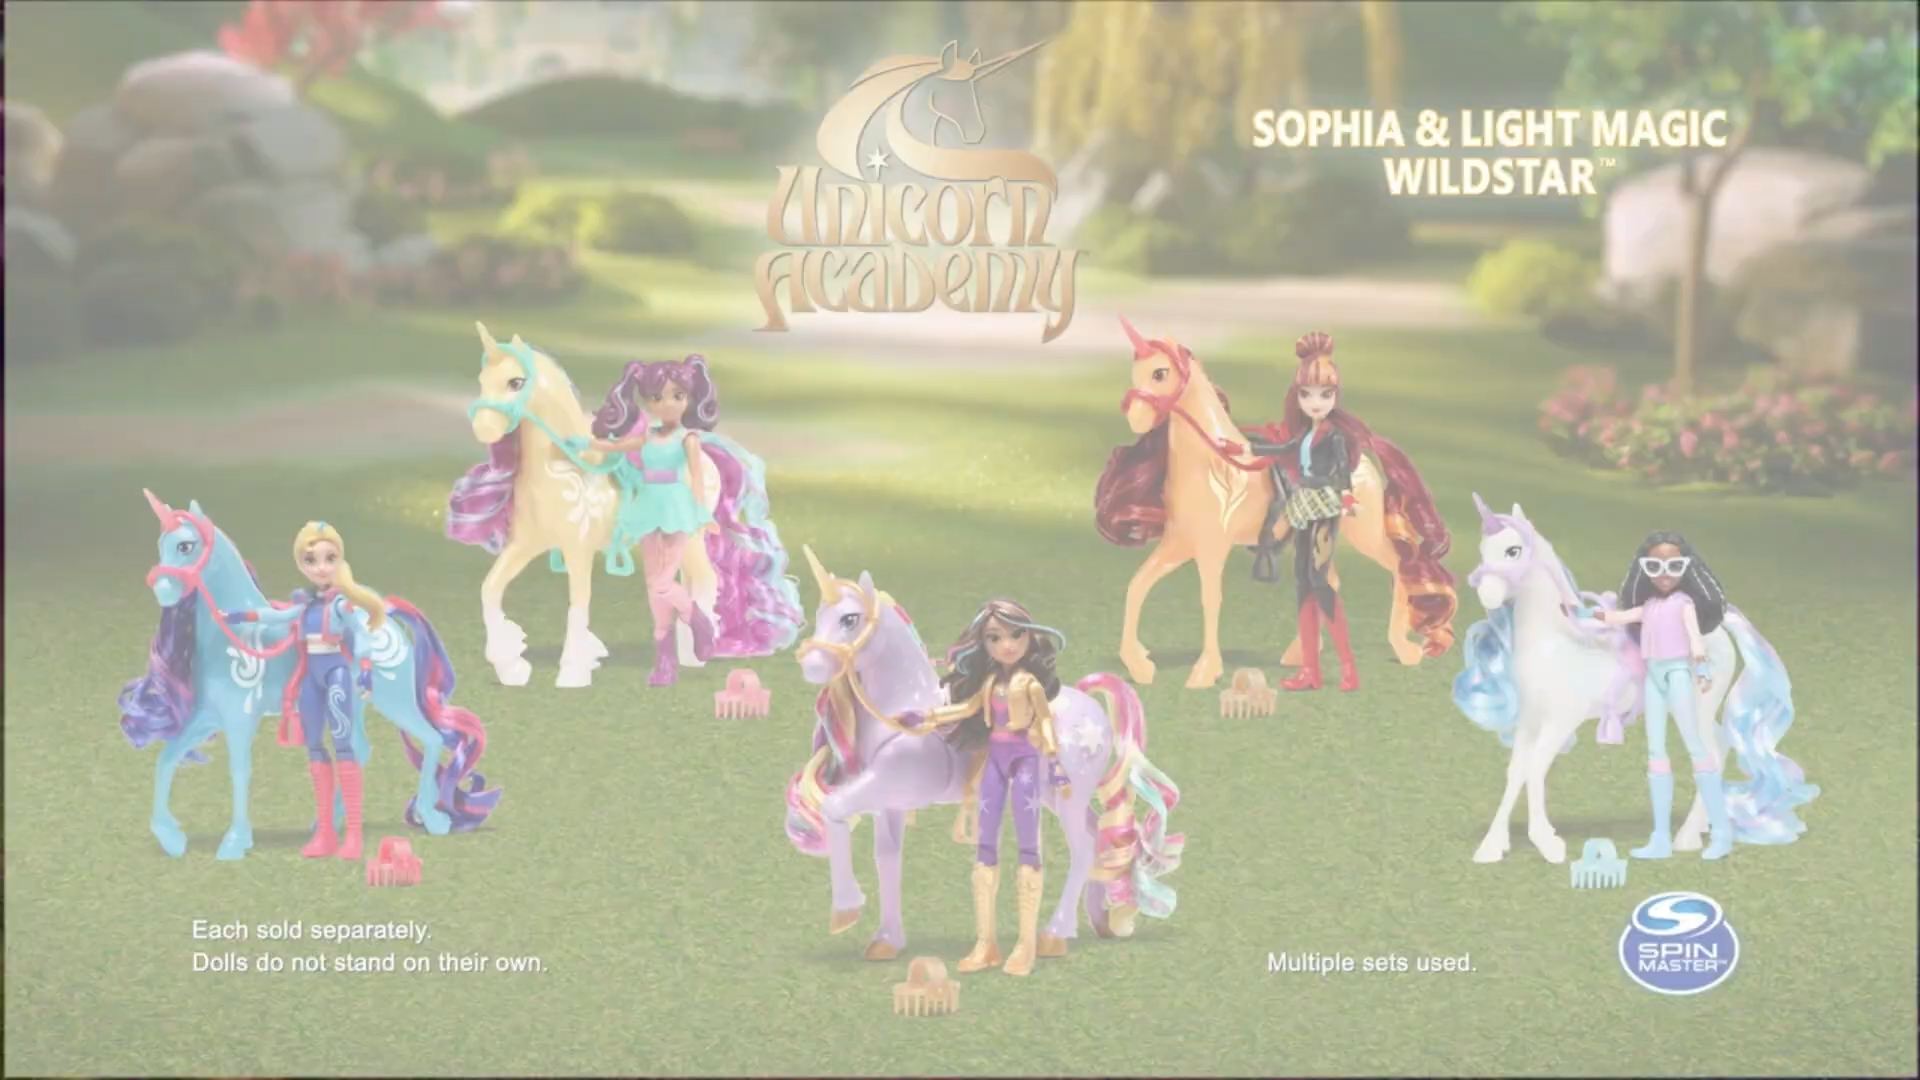 Unicorn
Academy
SOPHIA & LIGHT MAGIC
WILDSTAR™
Each sold separately.
Dolls do not stand on their own.
Multiple sets used.
SPIN
MASTER™